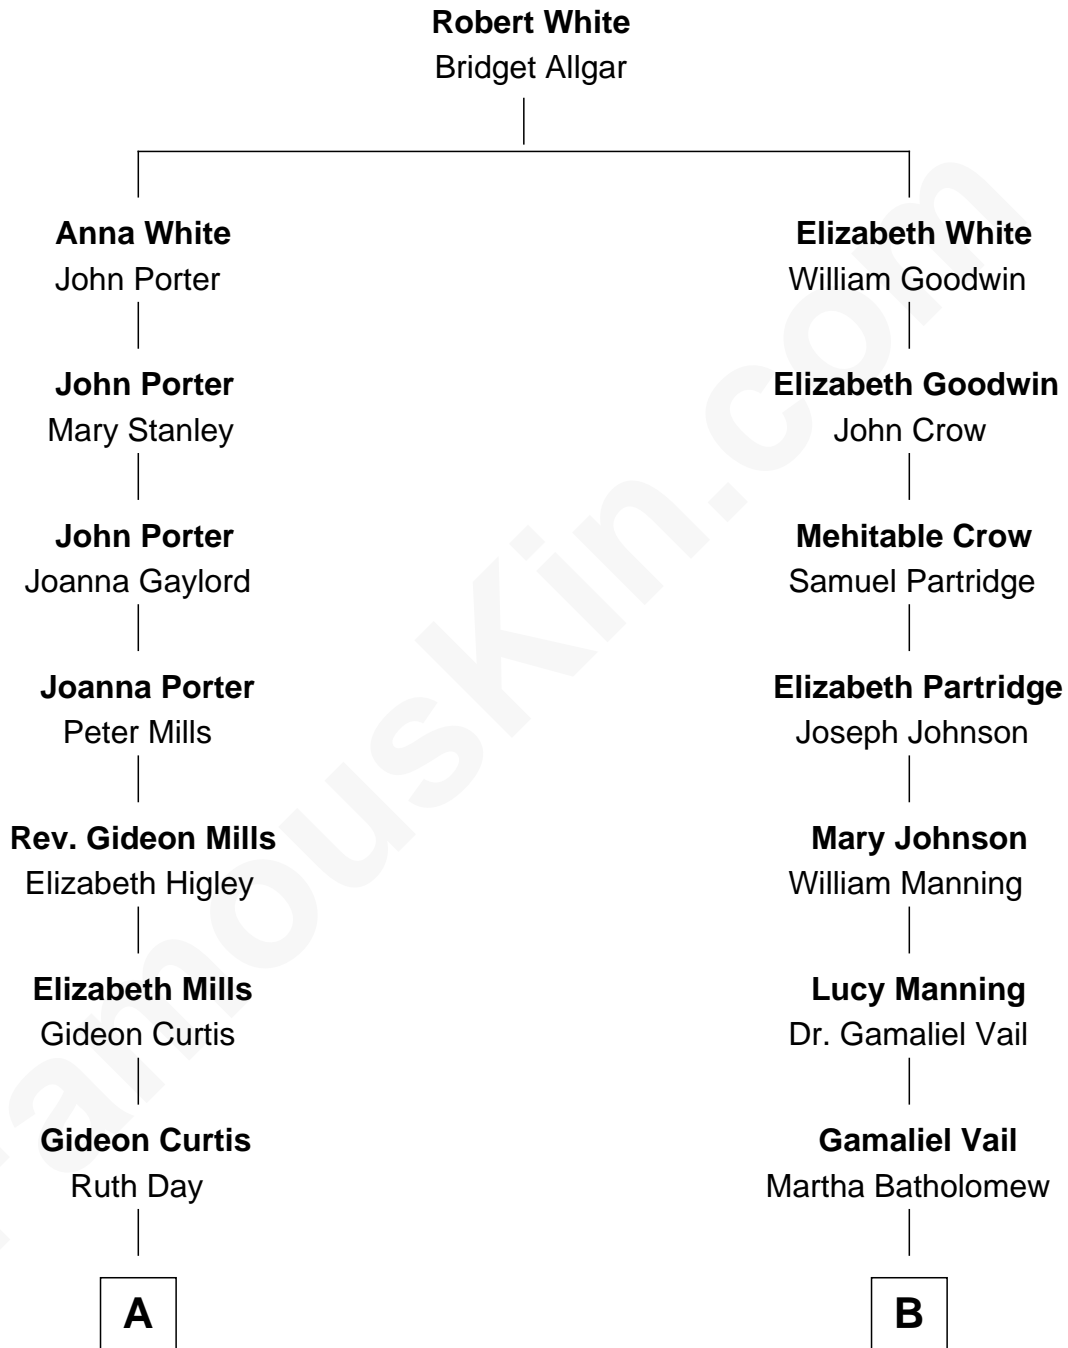 Robert White
Bridget Allgar
Anna White
John Porter
Elizabeth White
William Goodwin
John Porter
Mary Stanley
Elizabeth Goodwin
John Crow
John Porter
Joanna Gaylord
Mehitable Crow
Samuel Partridge
Joanna Porter
Peter Mills
Elizabeth Partridge
Joseph Johnson
Rev. Gideon Mills
Elizabeth Higley
Mary Johnson
William Manning
Elizabeth Mills
Gideon Curtis
Lucy Manning
Dr. Gamaliel Vail
Gideon Curtis
Ruth Day
Gamaliel Vail
Martha Batholomew
A
B
FamousKin.com